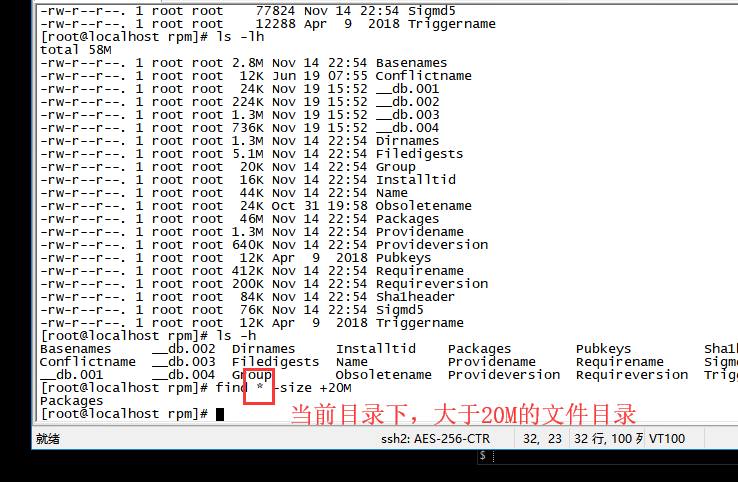 -rw-r--r--. 1 root root    77824 Nov 14 22:54 Sigmd5
-rw-r--r--. 1 root root    12288 Apr  9  2018 Triggername
[root@localhost rpm]# ls -lh
total 58M
-rw-r--r--. 1 root root 2.8M Nov 14 22:54 Basenames
-rw-r--r--. 1 root root  12K Jun 19 07:55 Conflictname
-rw-r--r--. 1 root root  24K Nov 19 15:52 __db.001
-rw-r--r--. 1 root root 224K Nov 19 15:52 __db.002
-rw-r--r--. 1 root root 1.3M Nov 19 15:52 __db.003
-rw-r--r--. 1 root root 736K Nov 19 15:52 __db.004
-rw-r--r--. 1 root root 1.3M Nov 14 22:54 Dirnames
-rw-r--r--. 1 root root 5.1M Nov 14 22:54 Filedigests
-rw-r--r--. 1 root root  20K Nov 14 22:54 Group
-rw-r--r--. 1 root root  16K Nov 14 22:54 Installtid
-rw-r--r--. 1 root root  44K Nov 14 22:54 Name
-rw-r--r--. 1 root root  24K Oct 31 19:58 Obsoletename
-rw-r--r--. 1 root root  46M Nov 14 22:54 Packages
-rw-r--r--. 1 root root 1.3M Nov 14 22:54 Providename
-rw-r--r--. 1 root root 640K Nov 14 22:54 Provideversion
-rw-r--r--. 1 root root  12K Apr  9  2018 Pubkeys
-rw-r--r--. 1 root root 412K Nov 14 22:54 Requirename
-rw-r--r--. 1 root root 200K Nov 14 22:54 Requireversion
-rw-r--r--. 1 root root  84K Nov 14 22:54 Sha1header
-rw-r--r--. 1 root root  76K Nov 14 22:54 Sigmd5
-rw-r--r--. 1 root root  12K Apr  9  2018 Triggername
[root@localhost rpm]# ls -h
Basenames     __db.002  Dirnames     Installtid    Packages        Pubkeys         Sha1
Conflictname  __db.003  Filedigests  Name          Providename     Requirename     Sigm
__db.001      __db.004  Group        Obsoletename  Provideversion  Requireversion  Trig
[root@localhost rpm]# find * -size +20M
Packages
[root@localhost rpm]#
当前目录下，大于20M的文件目录
就绪 ssh2: AES-256-CTR 32, 23 32 行, 100 列 VT100
$